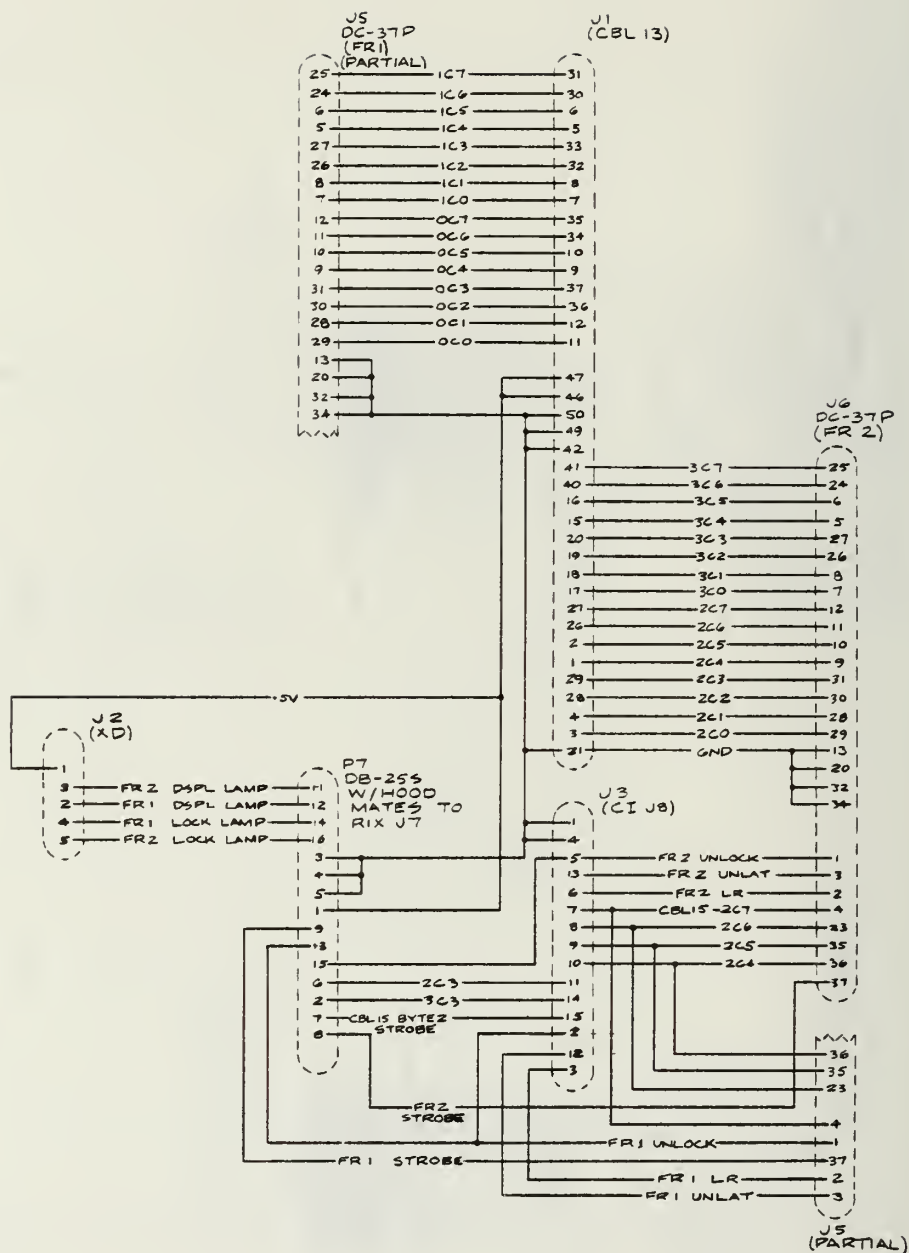 J5
DC-37P
(FR1)
(PARTIAL)
J1
(CBL 13)
25 1C7 31
24 1C6 30
6 1C5 6
5 1C4 5
27 1C3 33
26 1C2 32
8 1C1 8
7 1C0 7
12 0C7 35
11 0C6 34
10 0C5 10
9 0C4 9
31 0C3 37
30 0C2 36
28 0C1 12
29 0C0 11
13
20 47
32 46
34 50
49
42
J6
DC-37P
(FR 2)
41 3C7 25
40 3C6 24
16 3C5 6
15 3C4 5
20 3C3 27
19 3C2 26
18 3C1 8
17 3C0 7
27 2C7 12
26 2C6 11
2 2C5 10
1 2C4 9
29 2C3 31
28 2C2 30
4 2C1 28
3 2C0 29
21 GND 13
20
32
34
.5V
J2
(XD)
1
3 FR2 DSPL LAMP 11
2 FR1 DSPL LAMP 12
4 FR1 LOCK LAMP 14
5 FR2 LOCK LAMP 16
P7
DB-25S
W/HOOD
MATES TO
RIX J7
3
4
5
1
9
13
15
J3
(CI J8)
1
4
5 FR2 UNLOCK 1
13 FR2 UNLAT 3
6 FR2 LR 2
7 CBL15-2C7 4
8 2C6 23
9 2C5 35
10 2C4 36
37
6 2C3 11
2 3C3 14
7 CBL15 BYTE2 STROBE 15
8
2
12
3
36
35
23
FR2
STROBE
4
FR1 UNLOCK 1
FR1 STROBE 37
FR1 LR 2
FR1 UNLAT 3
J5
(PARTIAL)